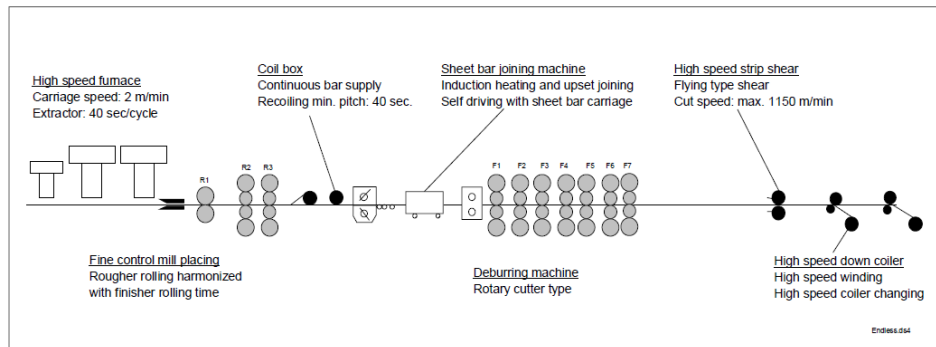 High speed furnace
Carriage speed: 2 m/min
Extractor: 40 sec/cycle
Coil box
Continuous bar supply
Recoiling min. pitch: 40 sec.
Sheet bar joining machine
Induction heating and upset joining
Self driving with sheet bar carriage
High speed strip shear
Flying type shear
Cut speed: max. 1150 m/min
R1
R2
R3
F1
F2
F3
F4
F5
F6
F7
Fine control mill placing
Rougher rolling harmonized
with finisher rolling time
Deburring machine
Rotary cutter type
High speed down coiler
High speed winding
High speed coiler changing
Endless.ds4